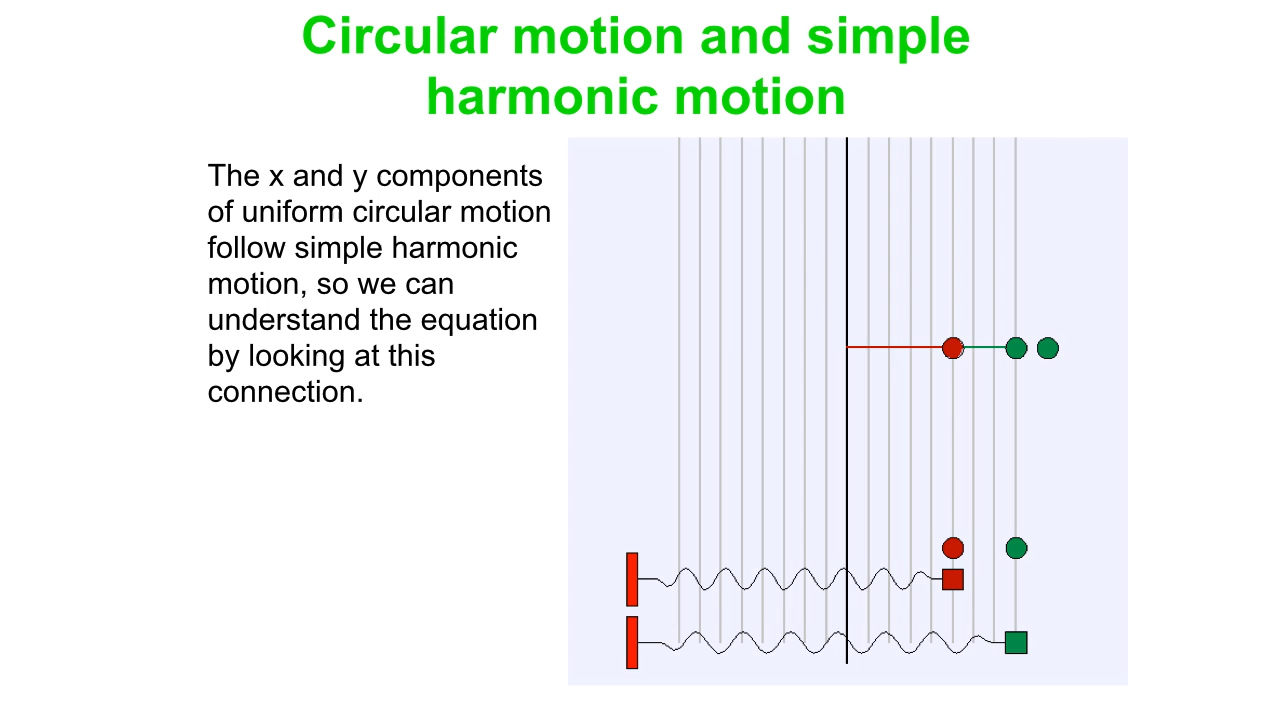 Circular motion and simple
harmonic motion
The x and y components
of uniform circular motion
follow simple harmonic
motion, so we can
understand the equation
by looking at this
connection.